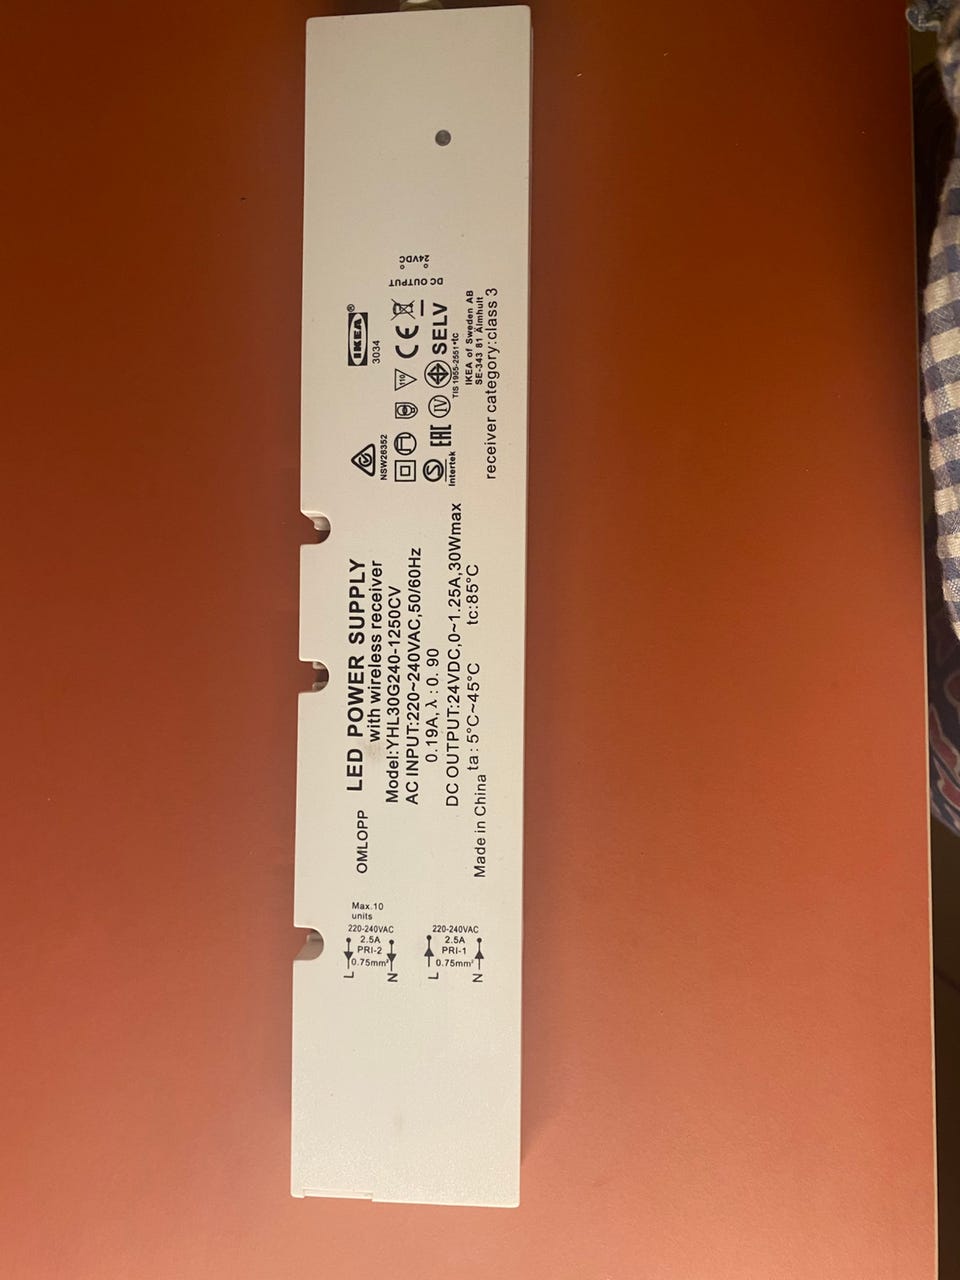 OMLOPP LED POWER SUPPLY
with wireless receiver
Model:YHL30G240-1250CV
AC INPUT:220~240VAC,50/60Hz
0.19A, λ : 0. 90
DC OUTPUT:24VDC,0~1.25A,30Wmax
ta : 5°C~45°C tc:85°C
Made in China
Max.10
units
220-240VAC
2.5A
PRI-2
0.75mm²
L
N
220-240VAC
2.5A
PRI-1
0.75mm²
L
N
IKEA®
3034
NSW26352
110
CE
S
Intertek
EAC
IV
SELV
TIS 1955-2551
tc
IKEA of Sweden AB
SE-343 81 Älmhult
receiver category:class 3
DC OUTPUT
24VDC